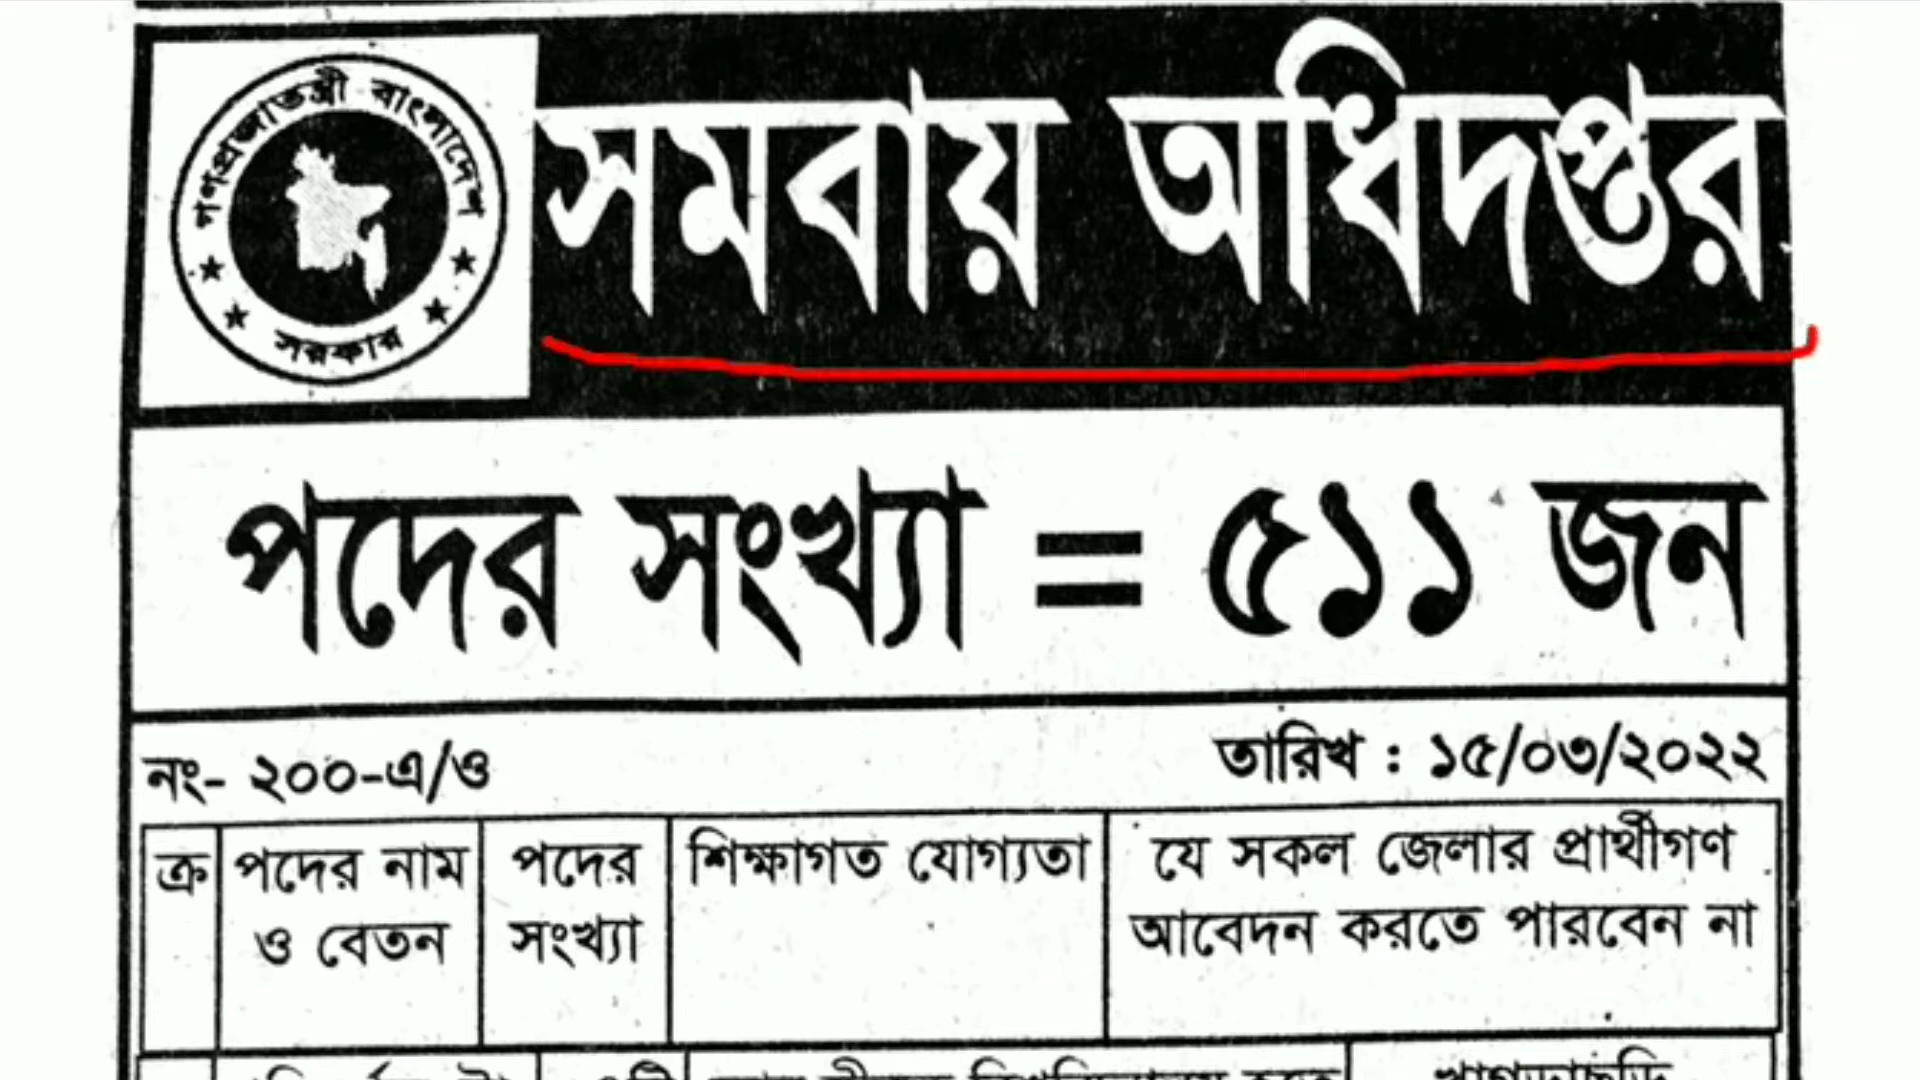 গণপ্রজাতন্ত্রী বাংলাদেশ
সরকার
সমবায় অধিদপ্তর
পদের সংখ্যা = ৫১১ জন
নং- ২০০-এ/ও
তারিখ : ১৫/০৩/২০২২
ক্র
পদের নাম
ও বেতন
পদের
সংখ্যা
শিক্ষাগত যোগ্যতা
যে সকল জেলার প্রার্থীগণ
আবেদন করতে পারবেন না